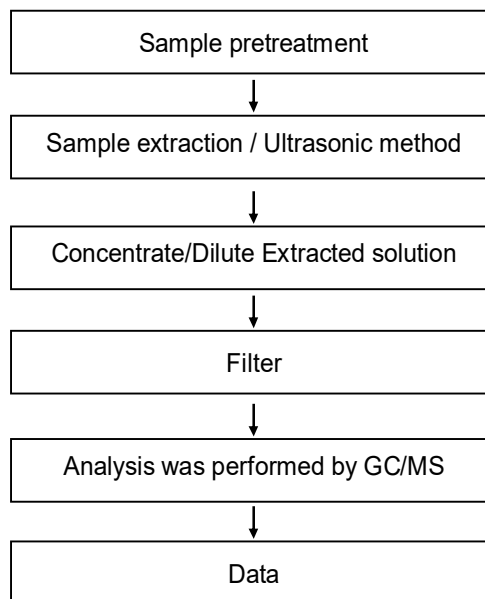 Sample pretreatment
Sample extraction / Ultrasonic method
Concentrate/Dilute Extracted solution
Filter
Analysis was performed by GC/MS
Data